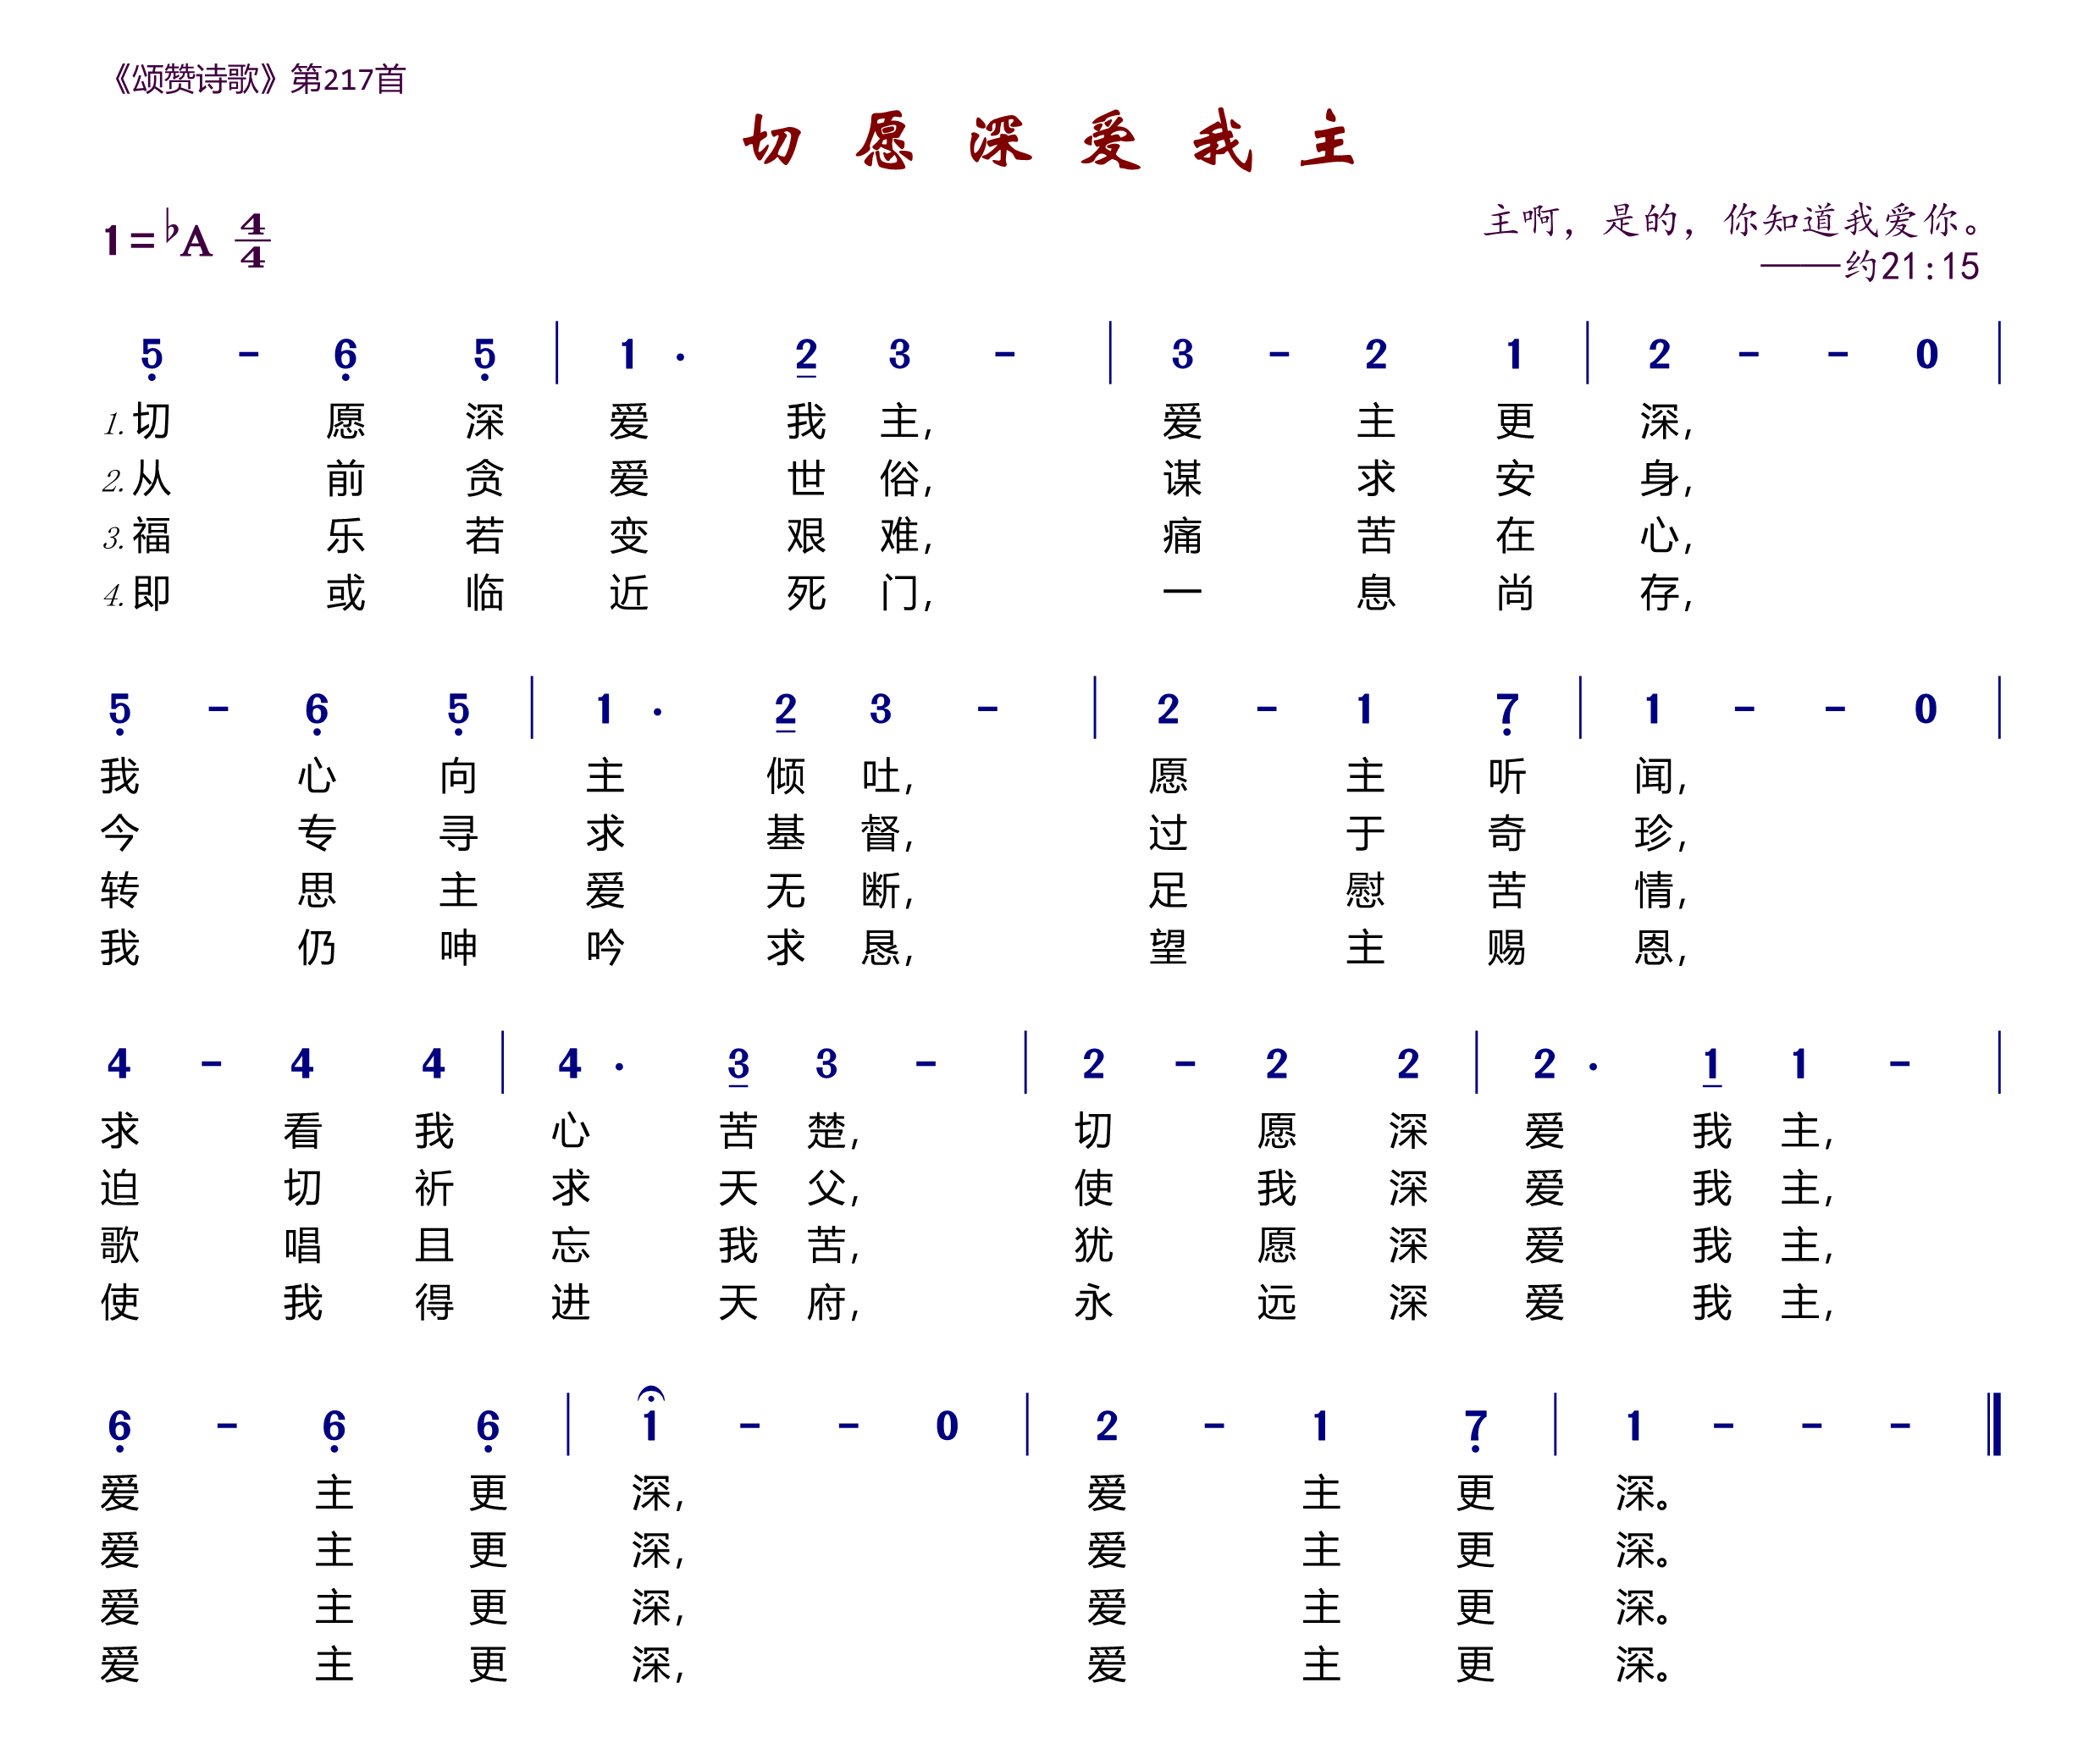 《颂赞诗歌》第217首
切愿深爱我主
1=♭A 4/4
主啊，是的，你知道我爱你。
——约21:15
5̣ - 6̣ 5̣ | 1 · 2̲ 3 - | 3 - 2 1 | 2 - - 0 |
1.切愿深爱我主,爱主更深,
2.从前贪爱世俗,谋求安身,
3.福乐若变艰难,痛苦在心,
4.即或临近死门,一息尚存,
5̣ - 6̣ 5̣ | 1 · 2̲ 3 - | 2 - 1 7̣ | 1 - - 0 |
我心向主倾吐,愿主听闻,
今专寻求基督,过于奇珍,
转思主爱无断,足慰苦情,
我仍呻吟求恳,望主赐恩,
4 - 4 4 | 4 · 3̲ 3 - | 2 - 2 2 | 2 · 1̲ 1 - |
求看我心苦楚,切愿深爱我主,
迫切祈求天父,使我深爱我主,
歌唱且忘我苦,犹愿深爱我主,
使我得进天府,永远深爱我主,
6̣ - 6̣ 6̣ | 1 - - 0 | 2 - 1 7̣ | 1 - - - ‖
爱主更深,爱主更深。
爱主更深,爱主更深。
爱主更深,爱主更深。
爱主更深,爱主更深。